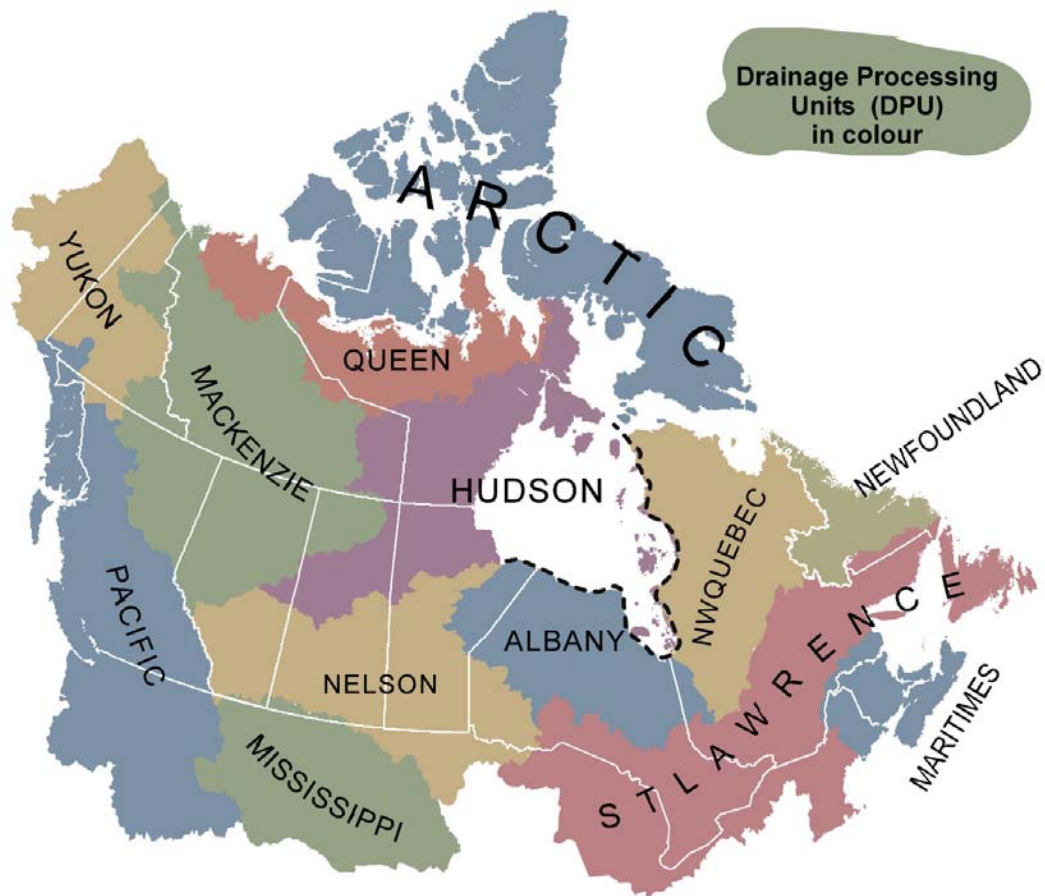 Drainage Processing
Units (DPU)
in colour
ARCTIC
YUKON
QUEEN
MACKENZIE
HUDSON
NEWFOUNDLAND
NWQUEBEC
PACIFIC
ALBANY
NELSON
ST LAWRENCE
MARITIMES
MISSISSIPPI